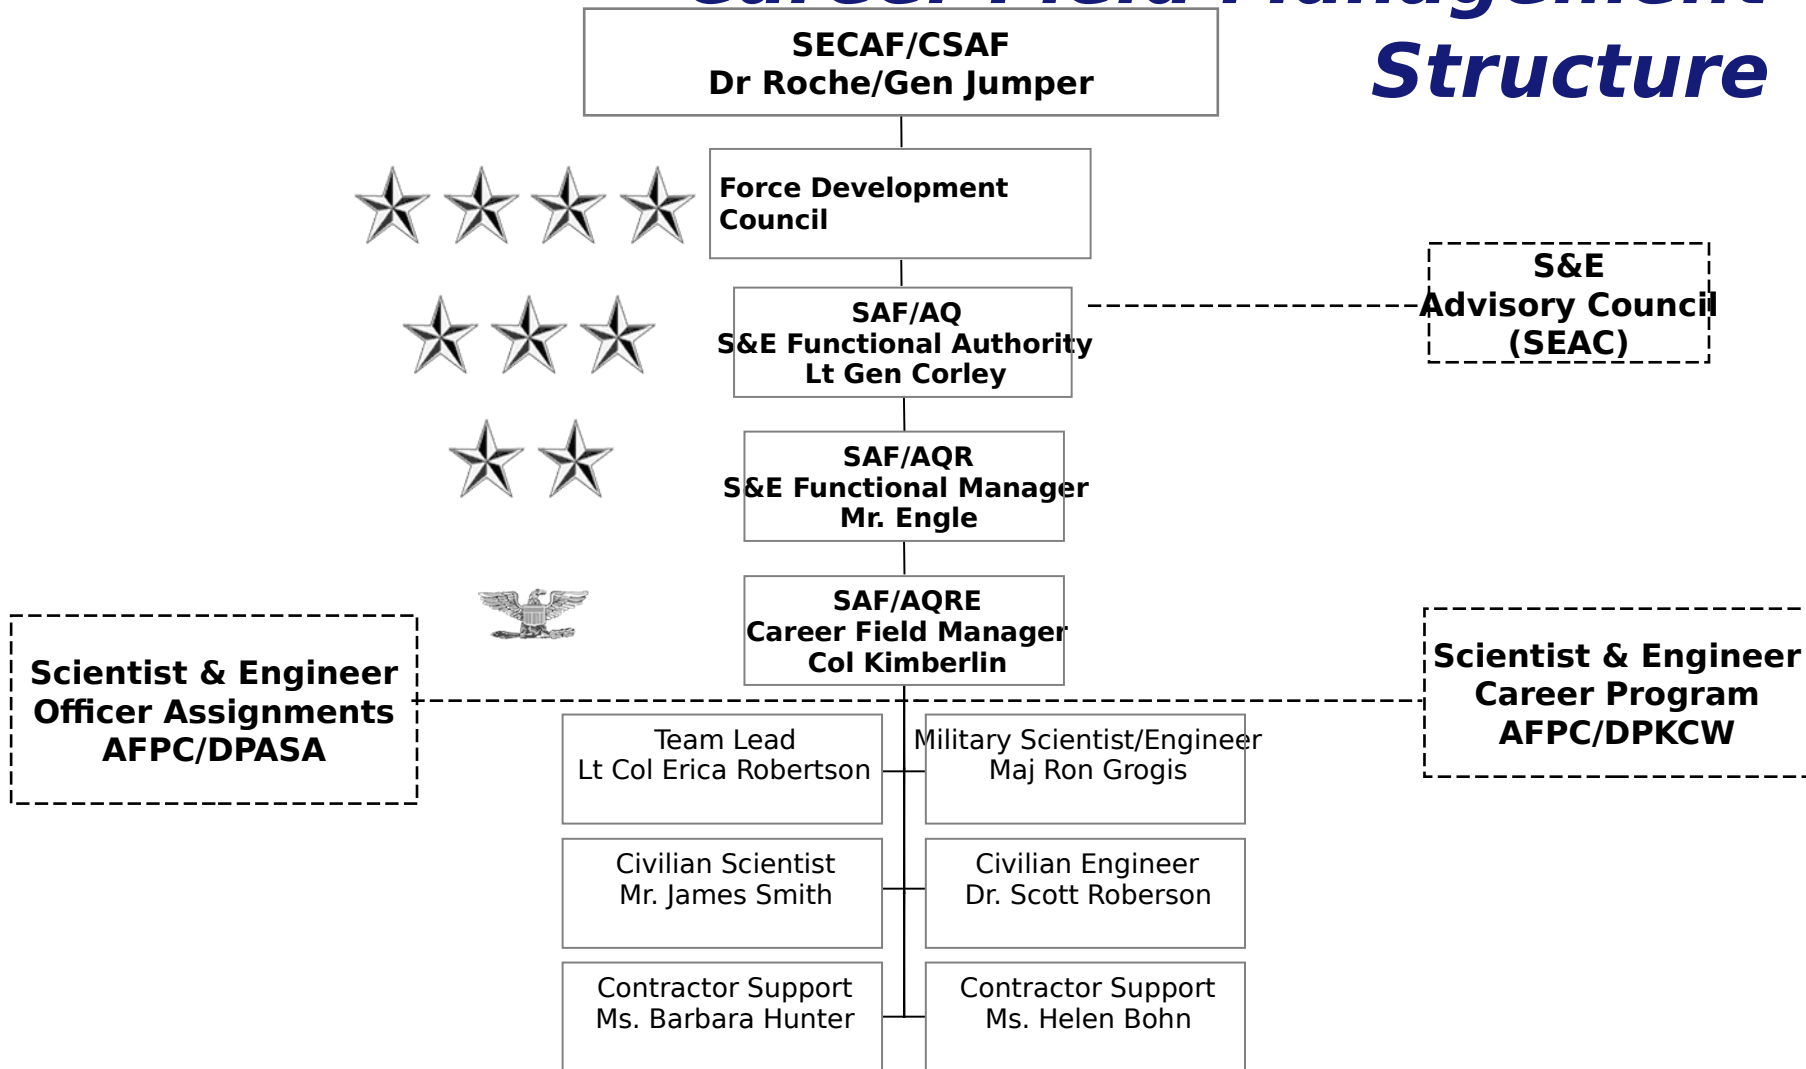 Career Field Management
Structure
SECAF/CSAF
Dr Roche/Gen Jumper
Force Development
Council
S&E
Advisory Council
(SEAC)
SAF/AQ
S&E Functional Authority
Lt Gen Corley
SAF/AQR
S&E Functional Manager
Mr. Engle
SAF/AQRE
Career Field Manager
Col Kimberlin
Scientist & Engineer
Officer Assignments
AFPC/DPASA
Scientist & Engineer
Career Program
AFPC/DPKCW
Team Lead
Lt Col Erica Robertson
Military Scientist/Engineer
Maj Ron Grogis
Civilian Scientist
Mr. James Smith
Civilian Engineer
Dr. Scott Roberson
Contractor Support
Ms. Barbara Hunter
Contractor Support
Ms. Helen Bohn